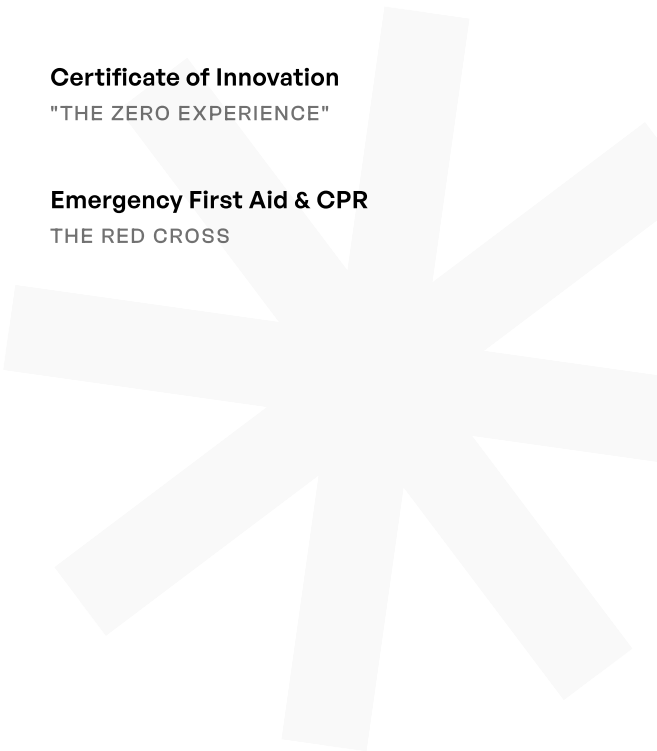 Certificate of Innovation
"THE ZERO EXPERIENCE"
Emergency First Aid & CPR
THE RED CROSS